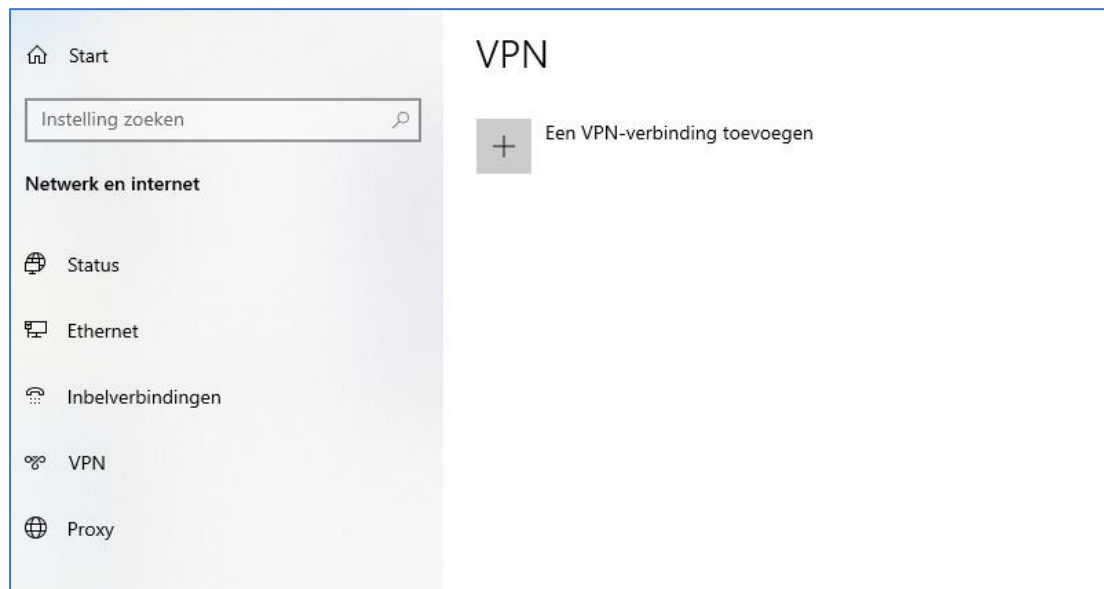 Start
Instelling zoeken
Netwerk en internet
Status
Ethernet
Inbelverbindingen
VPN
Proxy
VPN
Een VPN-verbinding toevoegen